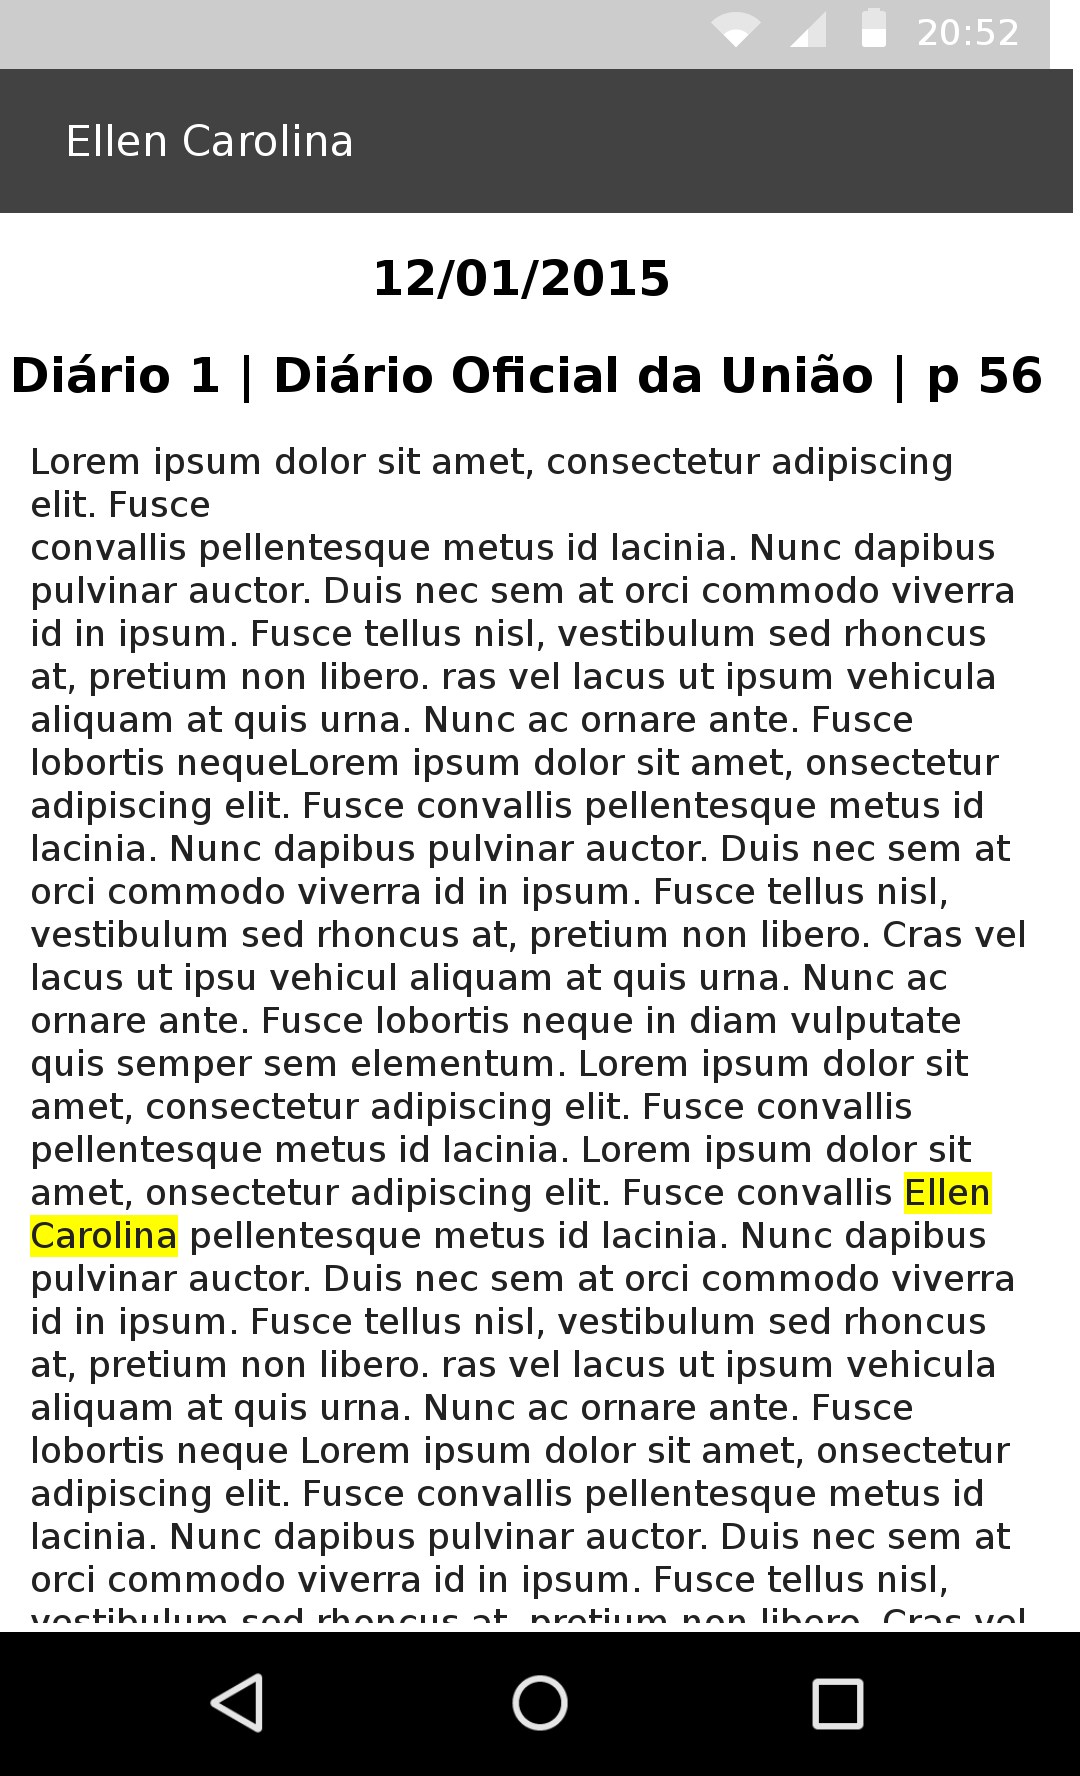 20:52
Ellen Carolina
12/01/2015
Diário 1 | Diário Oficial da União | p 56
Lorem ipsum dolor sit amet, consectetur adipiscing
elit. Fusce
convallis pellentesque metus id lacinia. Nunc dapibus
pulvinar auctor. Duis nec sem at orci commodo viverra
id in ipsum. Fusce tellus nisl, vestibulum sed rhoncus
at, pretium non libero. ras vel lacus ut ipsum vehicula
aliquam at quis urna. Nunc ac ornare ante. Fusce
lobortis nequeLorem ipsum dolor sit amet, onsectetur
adipiscing elit. Fusce convallis pellentesque metus id
lacinia. Nunc dapibus pulvinar auctor. Duis nec sem at
orci commodo viverra id in ipsum. Fusce tellus nisl,
vestibulum sed rhoncus at, pretium non libero. Cras vel
lacus ut ipsu vehicul aliquam at quis urna. Nunc ac
ornare ante. Fusce lobortis neque in diam vulputate
quis semper sem elementum. Lorem ipsum dolor sit
amet, consectetur adipiscing elit. Fusce convallis
pellentesque metus id lacinia. Lorem ipsum dolor sit
amet, onsectetur adipiscing elit. Fusce convallis Ellen
Carolina pellentesque metus id lacinia. Nunc dapibus
pulvinar auctor. Duis nec sem at orci commodo viverra
id in ipsum. Fusce tellus nisl, vestibulum sed rhoncus
at, pretium non libero. ras vel lacus ut ipsum vehicula
aliquam at quis urna. Nunc ac ornare ante. Fusce
lobortis neque Lorem ipsum dolor sit amet, onsectetur
adipiscing elit. Fusce convallis pellentesque metus id
lacinia. Nunc dapibus pulvinar auctor. Duis nec sem at
orci commodo viverra id in ipsum. Fusce tellus nisl,
vestibulum sed rhoncus at, pretium non libero. Cras vel